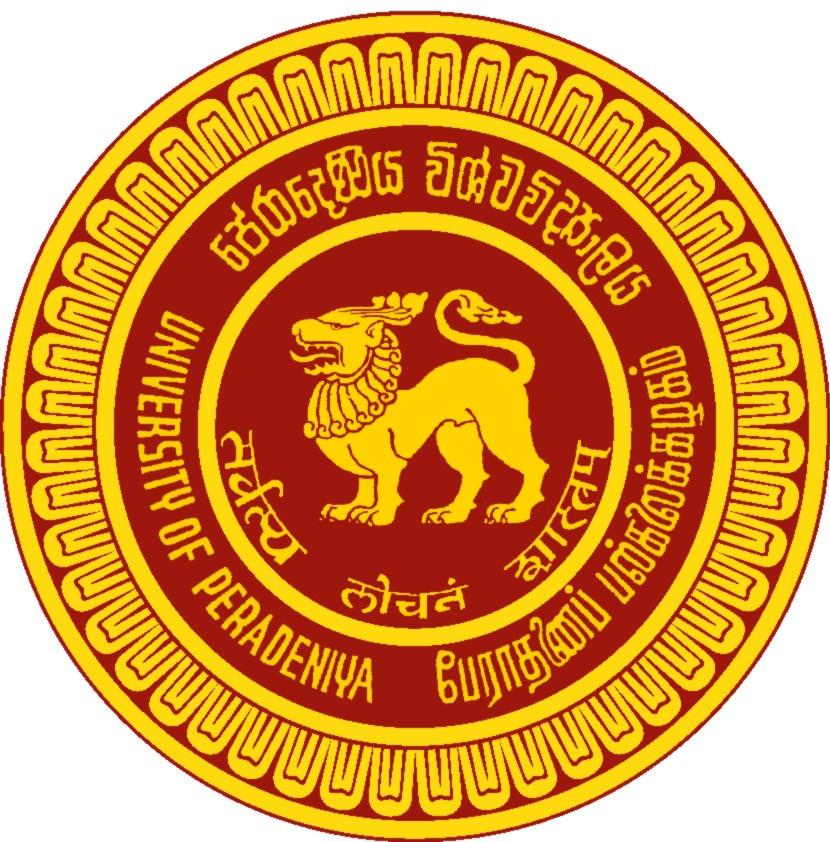 පේරාදෙණිය විශ්වවිද්‍යාලය
UNIVERSITY OF PERADENIYA
பேராதனைப் பல்கலைக்கழகம்
सर्वस्य
लोचनं
शास्त्रम्